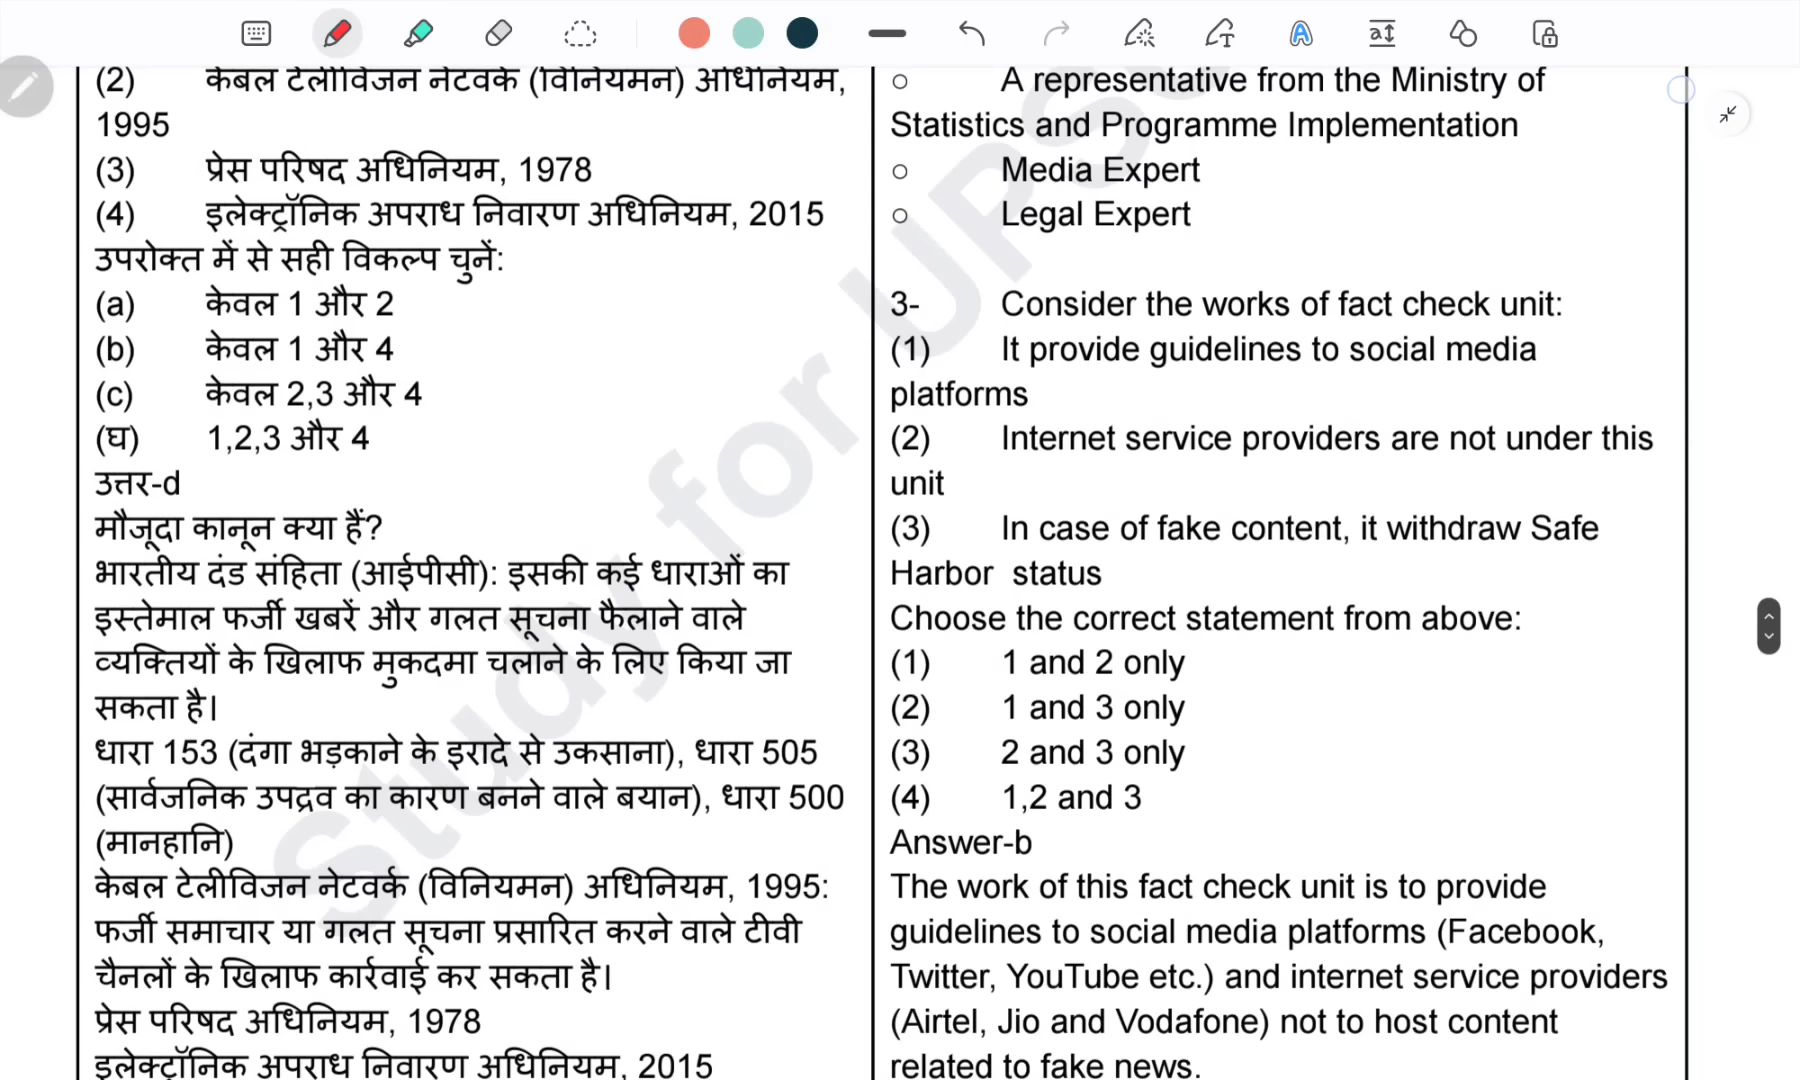 (2) केबल टेलीविजन नेटवर्क (विनियमन) अधिनियम,
1995
(3) प्रेस परिषद अधिनियम, 1978
(4) इलेक्ट्रॉनिक अपराध निवारण अधिनियम, 2015
उपरोक्त में से सही विकल्प चुनें:
(a) केवल 1 और 2
(b) केवल 1 और 4
(c) केवल 2,3 और 4
(घ) 1,2,3 और 4
उत्तर-d
मौजूदा कानून क्या हैं?
भारतीय दंड संहिता (आईपीसी): इसकी कई धाराओं का
इस्तेमाल फर्जी खबरें और गलत सूचना फैलाने वाले
व्यक्तियों के खिलाफ मुकदमा चलाने के लिए किया जा
सकता है।
धारा 153 (दंगा भड़काने के इरादे से उकसाना), धारा 505
(सार्वजनिक उपद्रव का कारण बनने वाले बयान), धारा 500
(मानहानि)
केबल टेलीविजन नेटवर्क (विनियमन) अधिनियम, 1995:
फर्जी समाचार या गलत सूचना प्रसारित करने वाले टीवी
चैनलों के खिलाफ कार्रवाई कर सकता है।
प्रेस परिषद अधिनियम, 1978
इलेक्ट्रॉनिक अपराध निवारण अधिनियम, 2015
○ A representative from the Ministry of
Statistics and Programme Implementation
○ Media Expert
○ Legal Expert
3- Consider the works of fact check unit:
(1) It provide guidelines to social media
platforms
(2) Internet service providers are not under this
unit
(3) In case of fake content, it withdraw Safe
Harbor status
Choose the correct statement from above:
(1) 1 and 2 only
(2) 1 and 3 only
(3) 2 and 3 only
(4) 1,2 and 3
Answer-b
The work of this fact check unit is to provide
guidelines to social media platforms (Facebook,
Twitter, YouTube etc.) and internet service providers
(Airtel, Jio and Vodafone) not to host content
related to fake news.
Study for UPSC